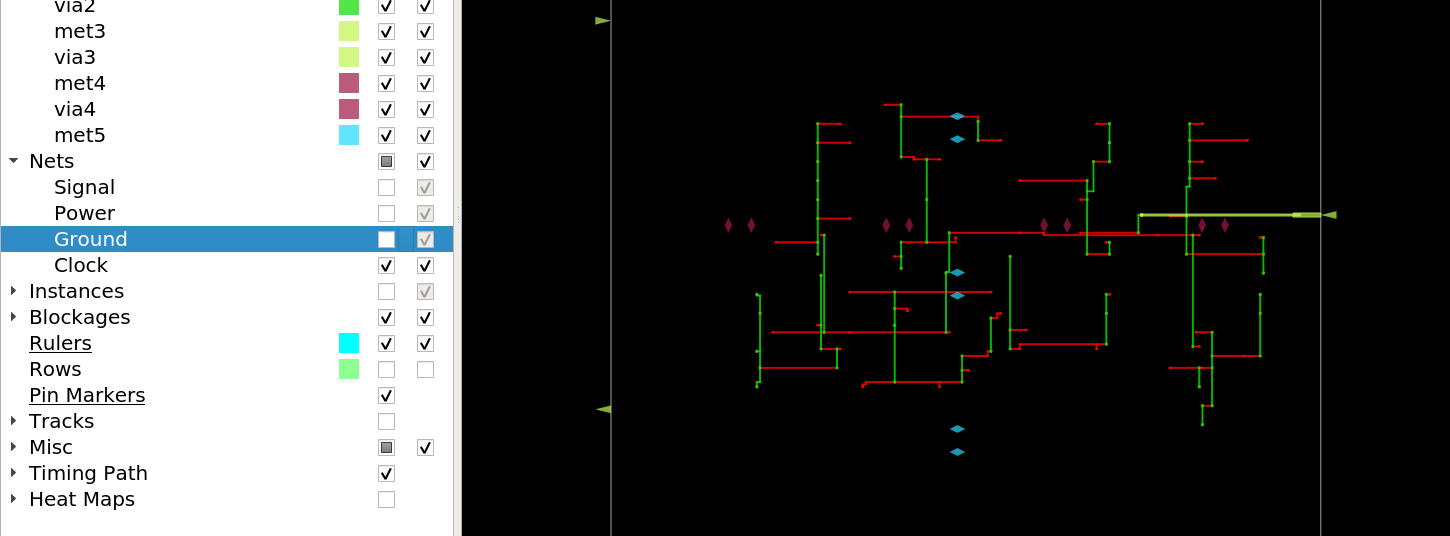 via2
met3
via3
met4
via4
met5
Nets
Signal
Power
Ground
Clock
Instances
Blockages
Rulers
Rows
Pin Markers
Tracks
Misc
Timing Path
Heat Maps